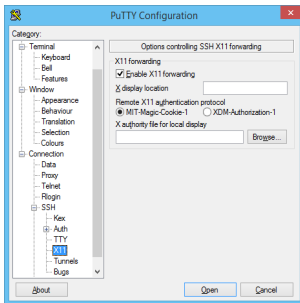 PuTTY Configuration
Category:
Terminal
Keyboard
Bell
Features
Window
Appearance
Behaviour
Translation
Selection
Colours
Connection
Data
Proxy
Telnet
Rlogin
SSH
Kex
Auth
TTY
X11
Tunnels
Bugs
Options controlling SSH X11 forwarding
X11 forwarding
Enable X11 forwarding
X display location
Remote X11 authentication protocol
MIT-Magic-Cookie-1 XDM-Authorization-1
X authority file for local display
Browse...
About Open Cancel